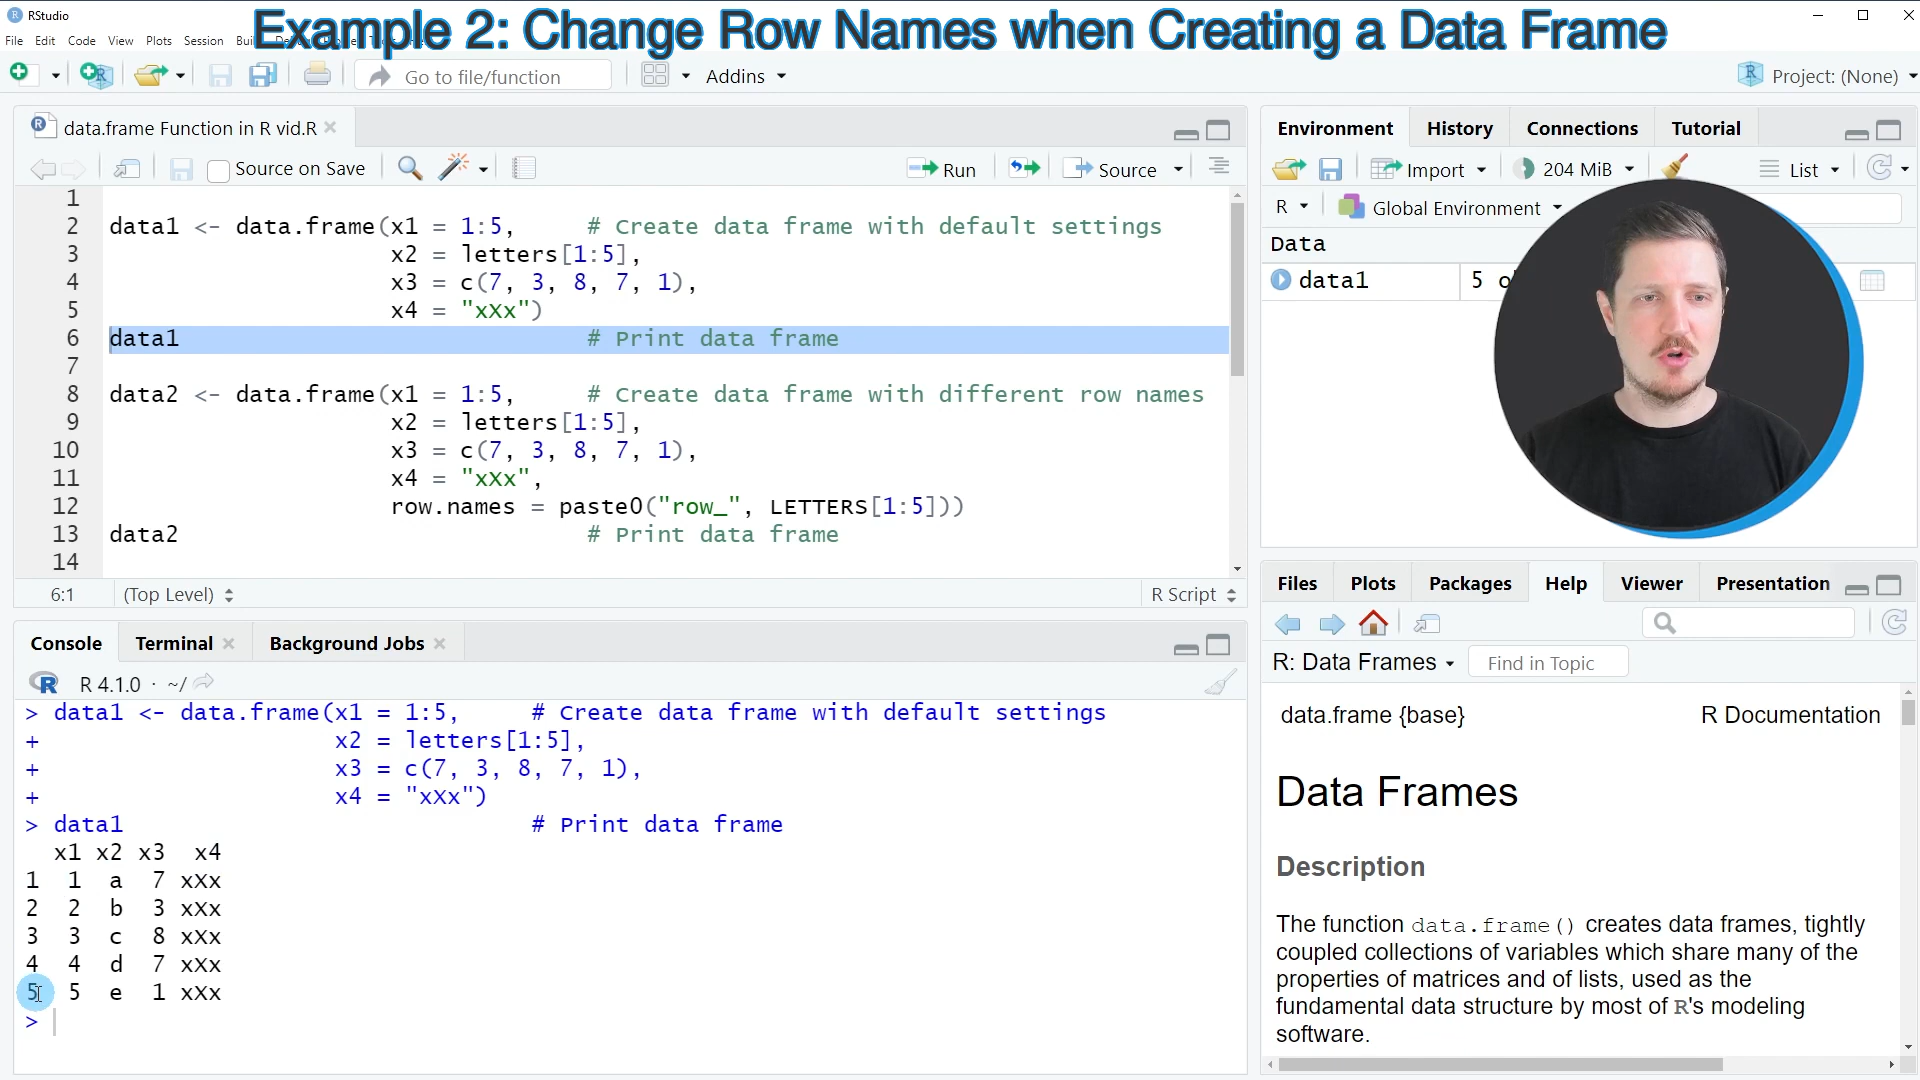 RStudio
Example 2: Change Row Names when Creating a Data Frame
File Edit Code View Plots Session
Go to file/function
Addins
Project: (None)
data.frame Function in R vid.R
Source on Save
Run
Source
1
2 data1 <- data.frame(x1 = 1:5, # Create data frame with default settings
3 x2 = letters[1:5],
4 x3 = c(7, 3, 8, 7, 1),
5 x4 = "xXx")
6 data1 # Print data frame
7
8 data2 <- data.frame(x1 = 1:5, # Create data frame with different row names
9 x2 = letters[1:5],
10 x3 = c(7, 3, 8, 7, 1),
11 x4 = "xXx",
12 row.names = paste0("row_", LETTERS[1:5]))
13 data2 # Print data frame
14
6:1 (Top Level) R Script
Console Terminal Background Jobs
R 4.1.0 · ~/
> data1 <- data.frame(x1 = 1:5, # Create data frame with default settings
+ x2 = letters[1:5],
+ x3 = c(7, 3, 8, 7, 1),
+ x4 = "xXx")
> data1 # Print data frame
x1 x2 x3 x4
1 1 a 7 xXx
2 2 b 3 xXx
3 3 c 8 xXx
4 4 d 7 xXx
5 5 e 1 xXx
>
Environment History Connections Tutorial
Import 204 MiB List
R Global Environment
Data
data1 5
Files Plots Packages Help Viewer Presentation
R: Data Frames Find in Topic
data.frame {base} R Documentation
Data Frames
Description
The function data.frame() creates data frames, tightly
coupled collections of variables which share many of the
properties of matrices and of lists, used as the
fundamental data structure by most of R's modeling
software.